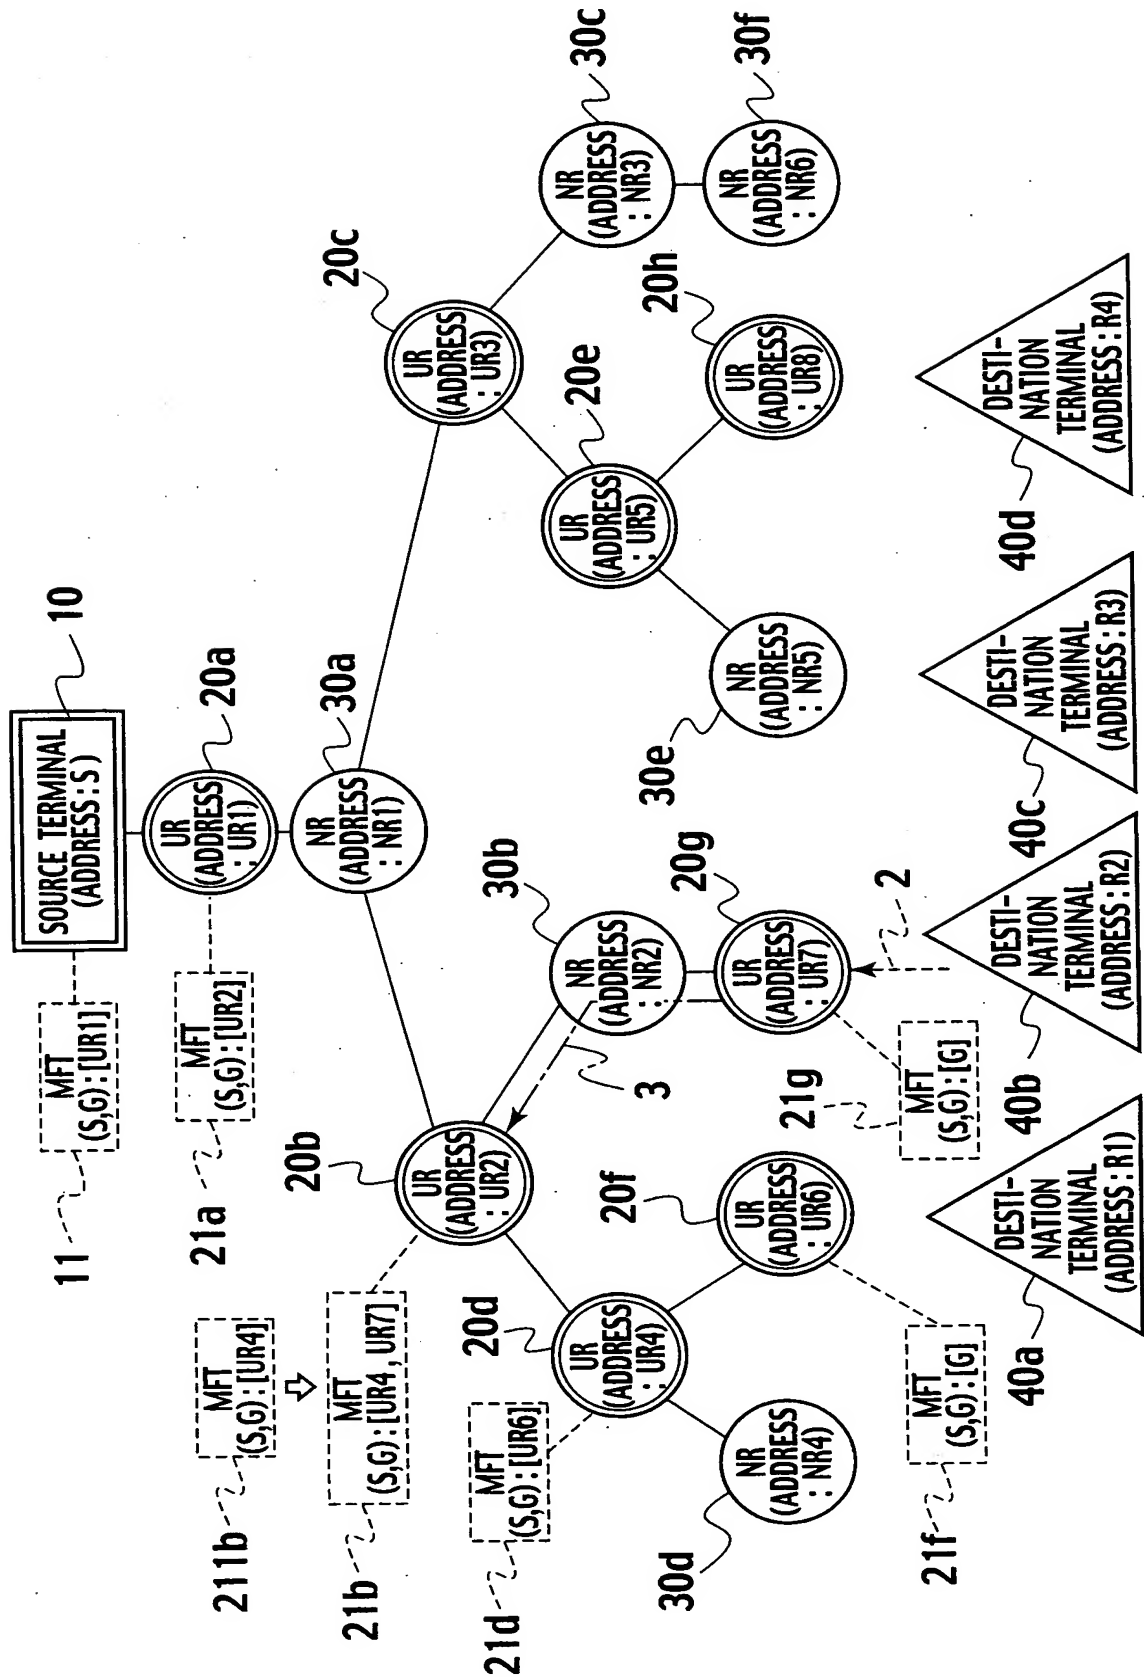 10
SOURCE TERMINAL
(ADDRESS:S)
11
MFT
(S,G):[UR1]
20a
UR
(ADDRESS
: UR1)
21a
MFT
(S,G):[UR2]
30a
NR
(ADDRESS
: NR1)
211b
MFT
(S,G):[UR4]
21b
MFT
(S,G):[UR4, UR7]
20b
UR
(ADDRESS
: UR2)
20c
UR
(ADDRESS
: UR3)
21d
MFT
(S,G):[UR6]
20d
UR
(ADDRESS
: UR4)
3
30b
NR
(ADDRESS
: NR2)
20e
UR
(ADDRESS
: UR5)
30c
NR
(ADDRESS
: NR3)
30d
NR
(ADDRESS
: NR4)
20f
UR
(ADDRESS
: UR6)
20g
UR
(ADDRESS
: UR7)
30e
NR
(ADDRESS
: NR5)
20h
UR
(ADDRESS
: UR8)
30f
NR
(ADDRESS
: NR6)
21f
MFT
(S,G):[G]
21g
MFT
(S,G):[G]
2
40a
DESTI-
NATION
TERMINAL
(ADDRESS:R1)
40b
DESTI-
NATION
TERMINAL
(ADDRESS:R2)
40c
DESTI-
NATION
TERMINAL
(ADDRESS:R3)
40d
DESTI-
NATION
TERMINAL
(ADDRESS:R4)